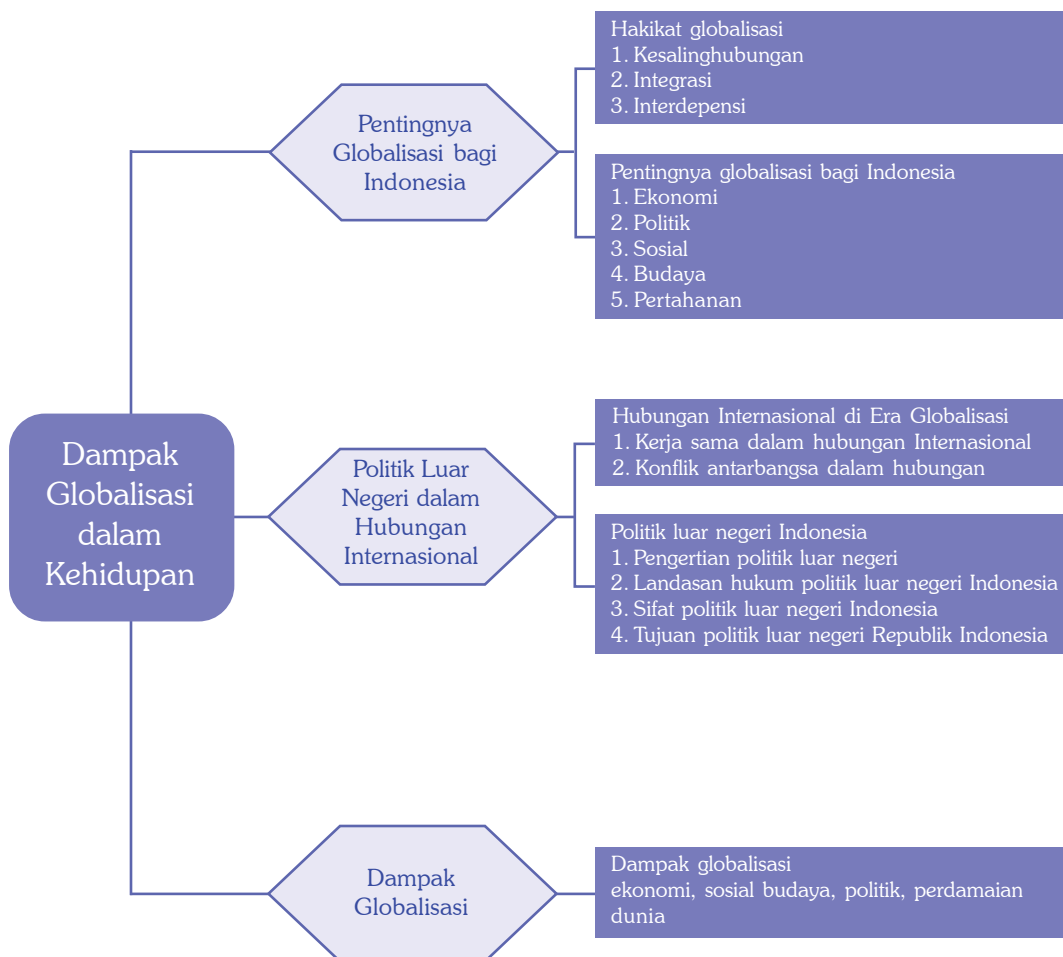 Dampak
Globalisasi
dalam
Kehidupan
Pentingnya
Globalisasi bagi
Indonesia
Hakikat globalisasi
1. Kesalinghubungan
2. Integrasi
3. Interdepensi
Pentingnya globalisasi bagi Indonesia
1. Ekonomi
2. Politik
3. Sosial
4. Budaya
5. Pertahanan
Politik Luar
Negeri dalam
Hubungan
Internasional
Hubungan Internasional di Era Globalisasi
1. Kerja sama dalam hubungan Internasional
2. Konflik antarbangsa dalam hubungan
Politik luar negeri Indonesia
1. Pengertian politik luar negeri
2. Landasan hukum politik luar negeri Indonesia
3. Sifat politik luar negeri Indonesia
4. Tujuan politik luar negeri Republik Indonesia
Dampak
Globalisasi
Dampak globalisasi
ekonomi, sosial budaya, politik, perdamaian
dunia